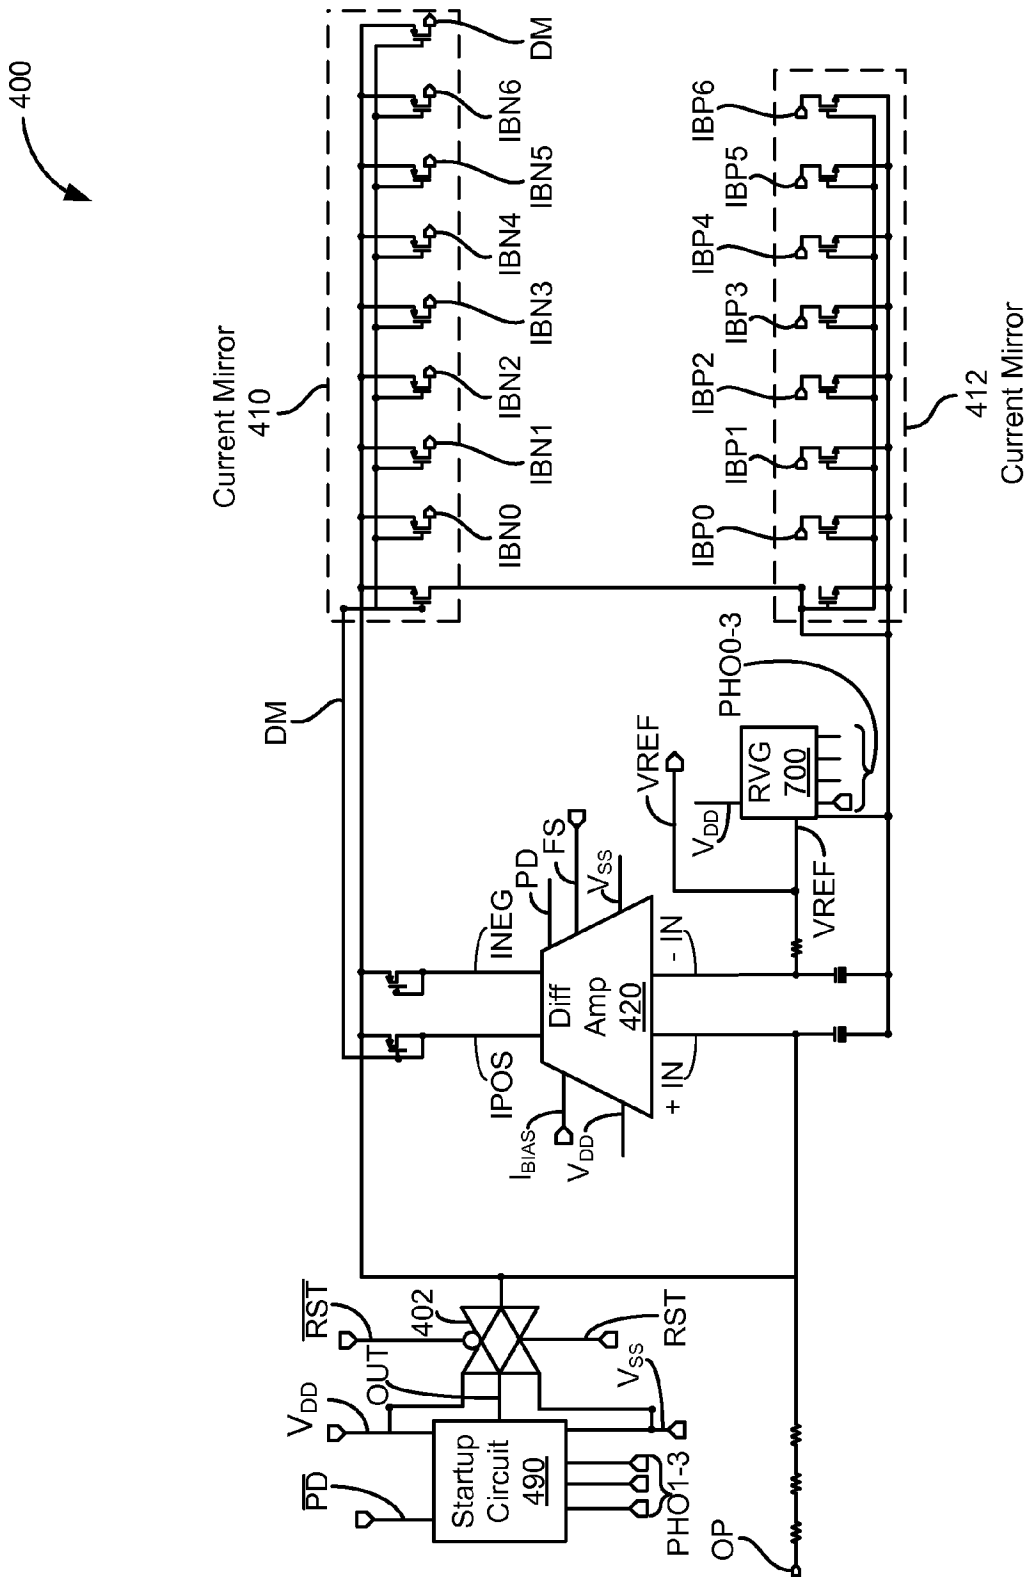 400
Current Mirror
410
DM
IBN0
IBN1
IBN2
IBN3
IBN4
IBN5
IBN6
DM
IBP0
IBP1
IBP2
IBP3
IBP4
IBP5
IBP6
412
Current Mirror
INEG
IPOS
PD
FS
VSS
IBIAS
VDD
Diff
Amp
420
+ IN
- IN
VREF
VDD
RVG
700
PHO0-3
VREF
RST
402
OUT
VDD
PD
Startup
Circuit
490
RST
VSS
PHO1-3
OP